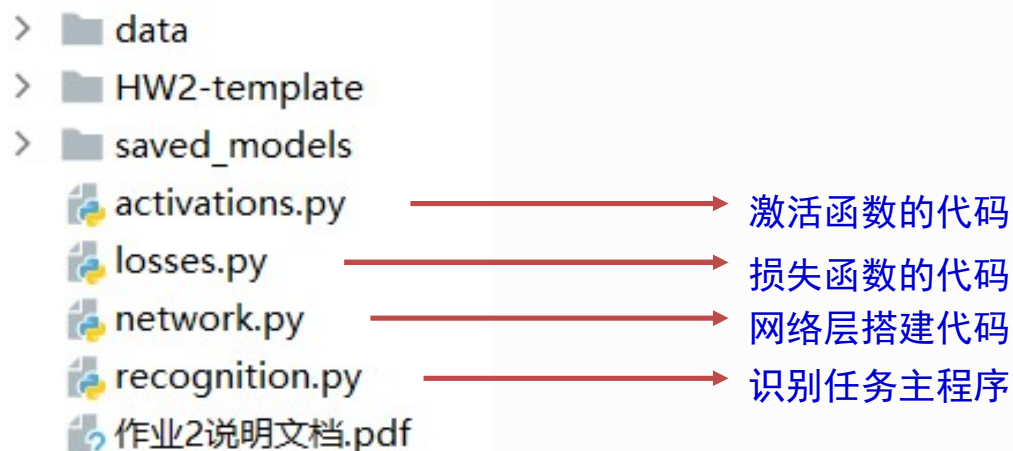 data
HW2-template
saved_models
activations.py 激活函数的代码
losses.py 损失函数的代码
network.py 网络层搭建代码
recognition.py 识别任务主程序
作业2说明文档.pdf